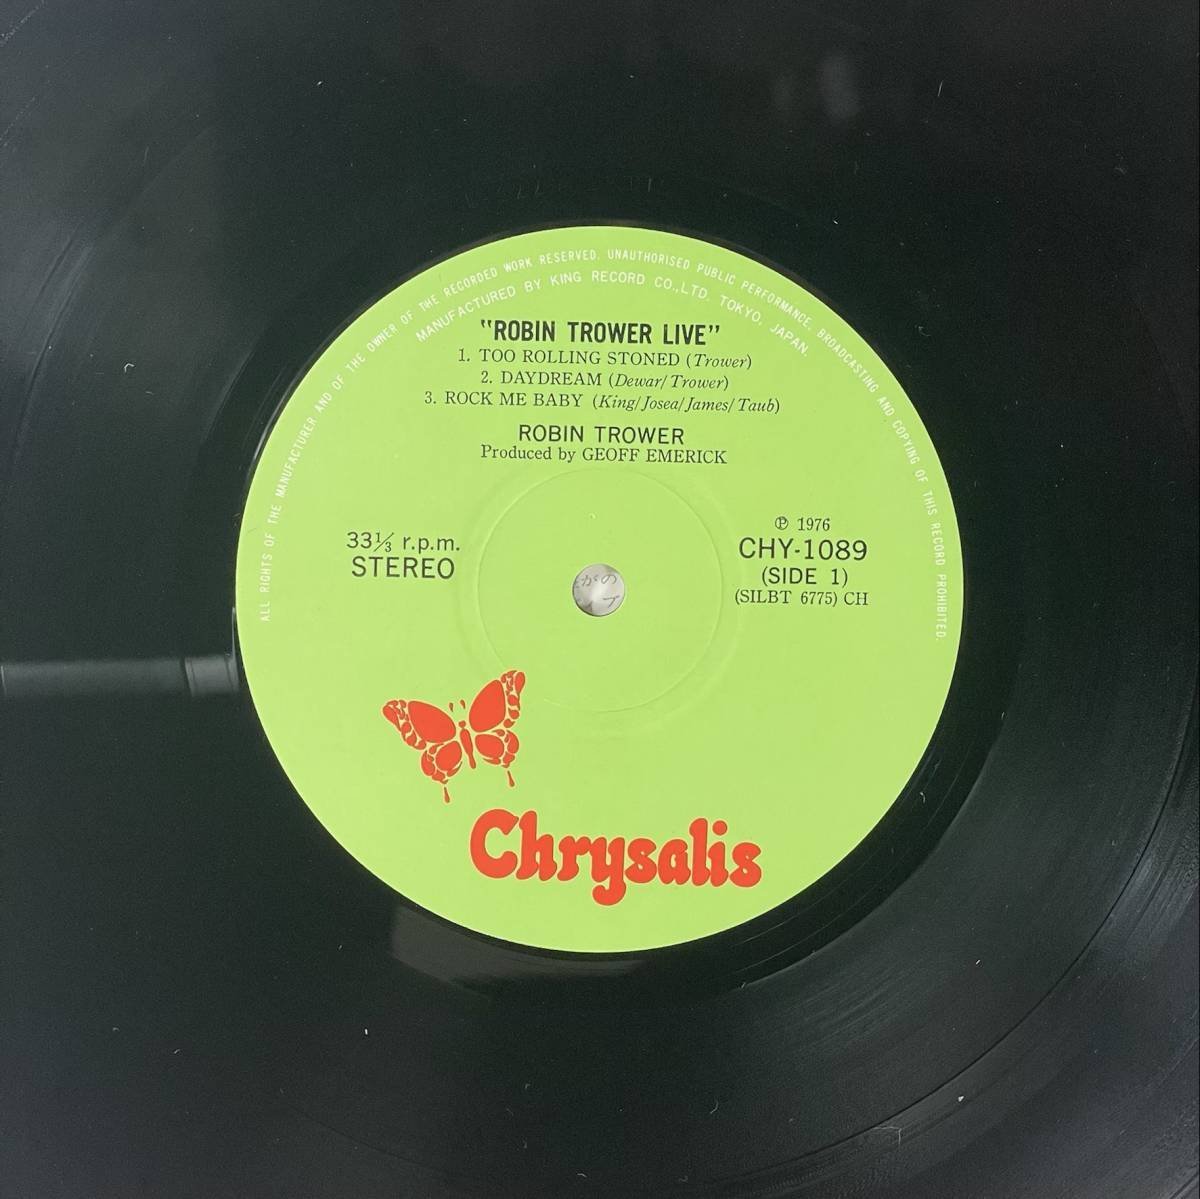 ALL RIGHTS OF THE MANUFACTURER AND OF THE OWNER OF THE RECORDED WORK RESERVED. UNAUTHORISED PUBLIC PERFORMANCE, BROADCASTING AND COPYING OF THIS RECORD PROHIBITED.
MANUFACTURED BY KING RECORD CO.,LTD. TOKYO, JAPAN.
"ROBIN TROWER LIVE"
1. TOO ROLLING STONED (Trower)
2. DAYDREAM (Dewar/Trower)
3. ROCK ME BABY (King/Josea/James/Taub)
ROBIN TROWER
Produced by GEOFF EMERICK
33⅓ r.p.m.
STEREO
℗ 1976
CHY-1089
(SIDE 1)
(SILBT 6775) CH
Chrysalis